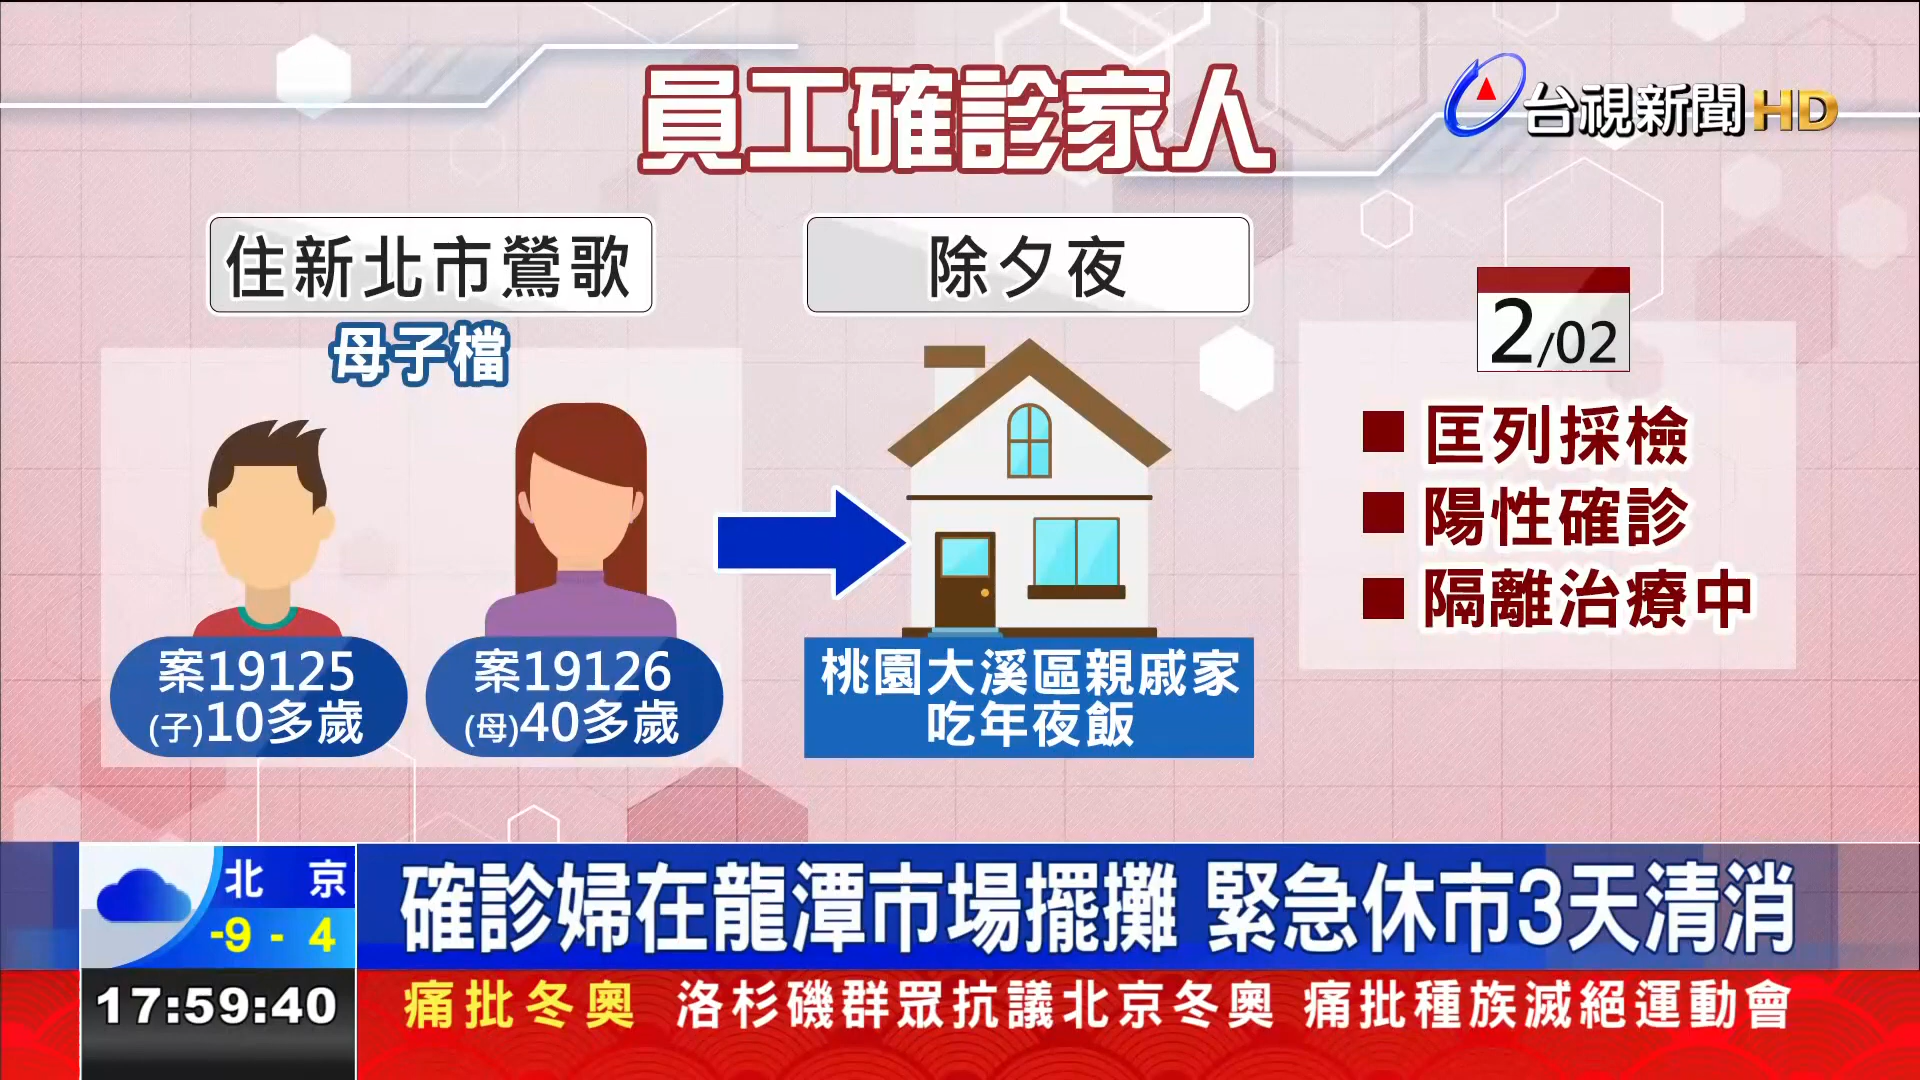 員工確診家人
台視新聞HD
住新北市鶯歌
母子檔
案19125
(子)10多歲
案19126
(母)40多歲
除夕夜
桃園大溪區親戚家
吃年夜飯
2/02
匡列採檢
陽性確診
隔離治療中
北京
-9 - 4
17:59:40
確診婦在龍潭市場擺攤 緊急休市3天清消
痛批冬奧 洛杉磯群眾抗議北京冬奧 痛批種族滅絕運動會